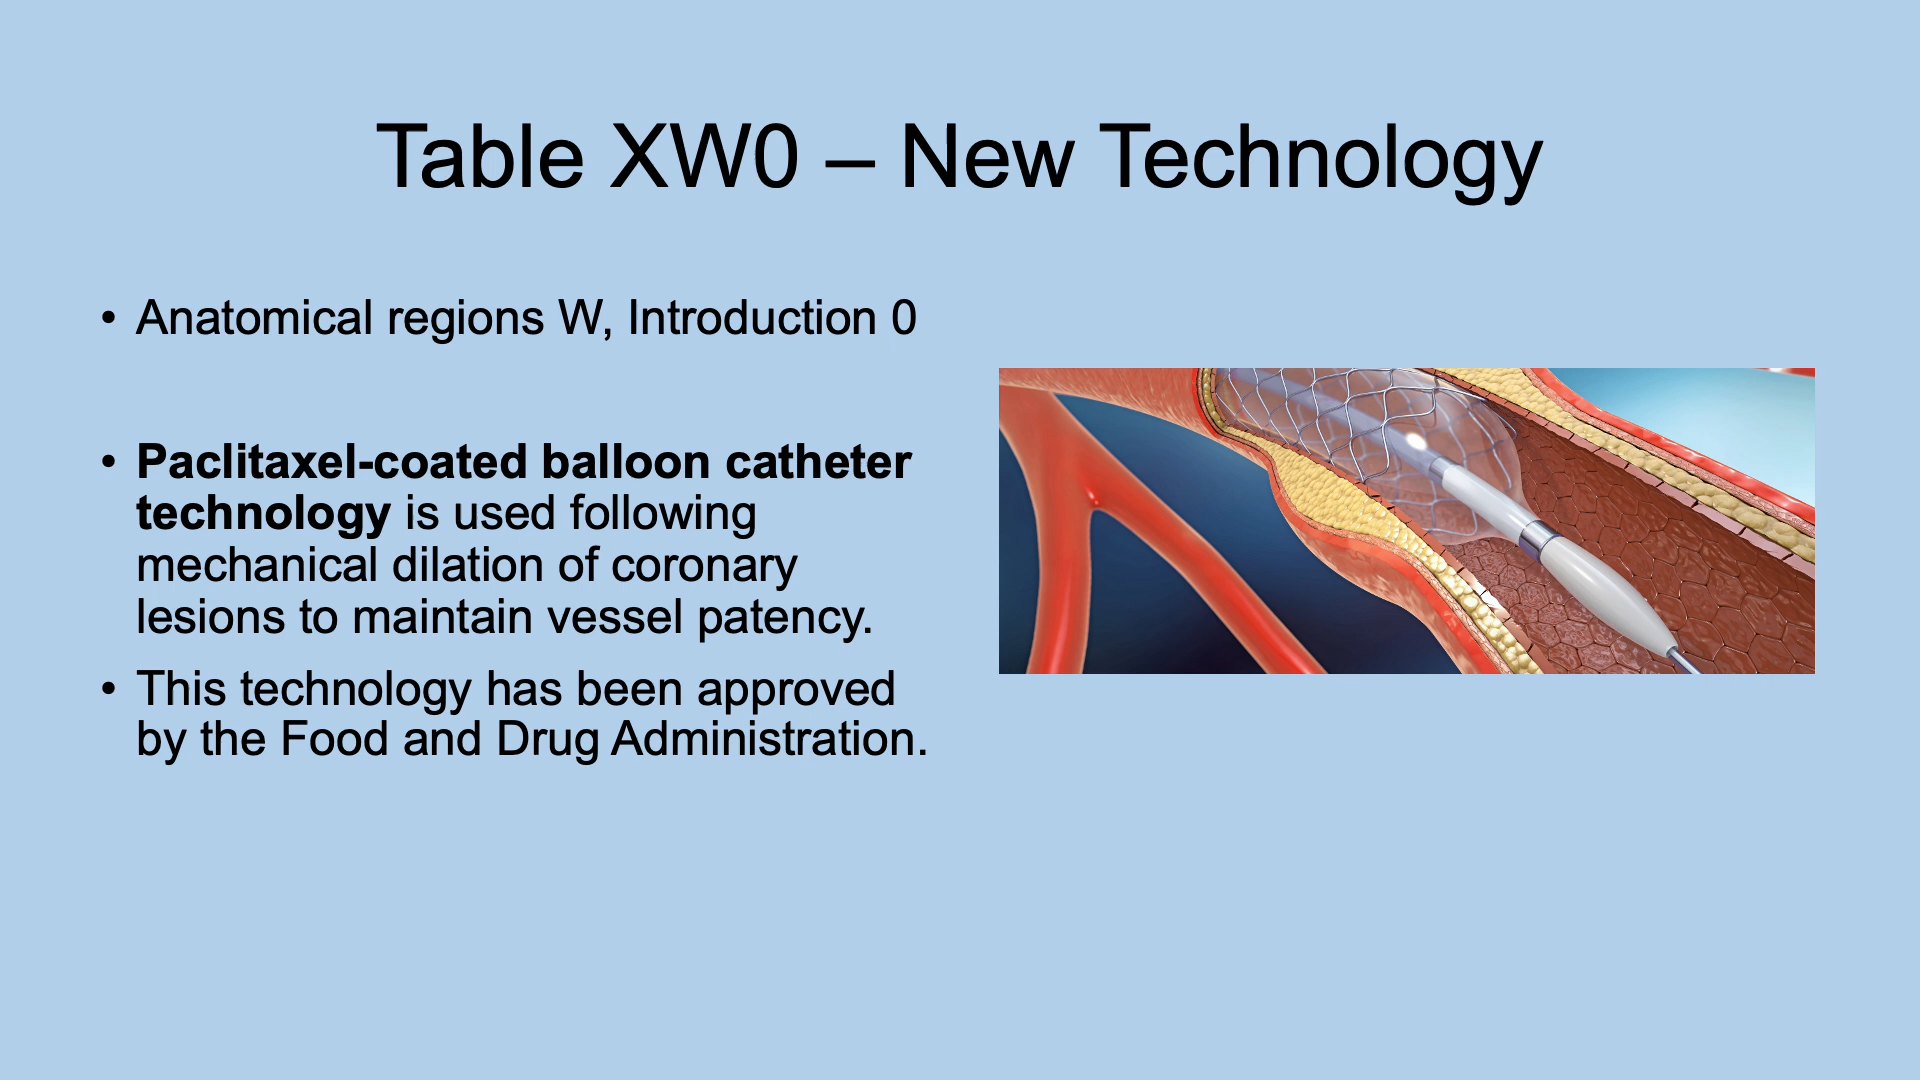 Table XW0 – New Technology
• Anatomical regions W, Introduction 0
• Paclitaxel-coated balloon catheter
technology is used following
mechanical dilation of coronary
lesions to maintain vessel patency.
• This technology has been approved
by the Food and Drug Administration.